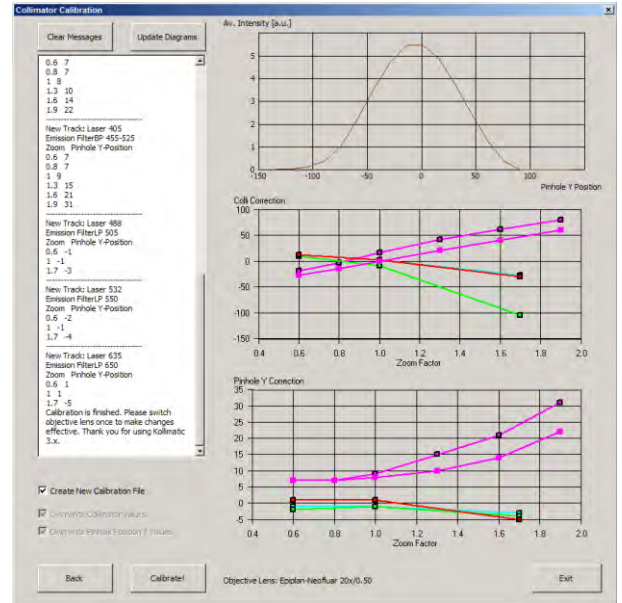 Collimator Calibration
Clear Messages
Update Diagrams
0.6 7
0.8 7
1 8
1.3 10
1.6 14
1.9 22
----------------------------------------
New Track: Laser 405
Emission FilterBP 455-525
Zoom Pinhole Y-Position
0.6 7
0.8 7
1 9
1.3 15
1.6 21
1.9 31
----------------------------------------
New Track: Laser 488
Emission FilterLP 505
Zoom Pinhole Y-Position
0.6 -1
1 -1
1.7 -3
----------------------------------------
New Track: Laser 532
Emission FilterLP 550
Zoom Pinhole Y-Position
0.6 -2
1 -1
1.7 -4
----------------------------------------
New Track: Laser 635
Emission FilterLP 650
Zoom Pinhole Y-Position
0.6 1
1 1
1.7 -5
Calibration is finished. Please switch
objective lens once to make changes
effective. Thank you for using Kollimatic
3.x.
Create New Calibration File
Overwrite Collimator Values
Overwrite Pinhole Position Y Values
Back
Calibrate!
Av. Intensity [a.u.]
5
4
3
2
1
0
-150 -100 -50 0 50 100
Pinhole Y Position
Colli Correction
100
50
0
-50
-100
-150
0.4 0.6 0.8 1.0 1.2 1.4 1.6 1.8 2.0
Zoom Factor
Pinhole Y Correction
35
30
25
20
15
10
5
0
-5
0.4 0.6 0.8 1.0 1.2 1.4 1.6 1.8 2.0
Zoom Factor
Objective Lens: Epiplan-Neofluar 20x/0.50
Exit